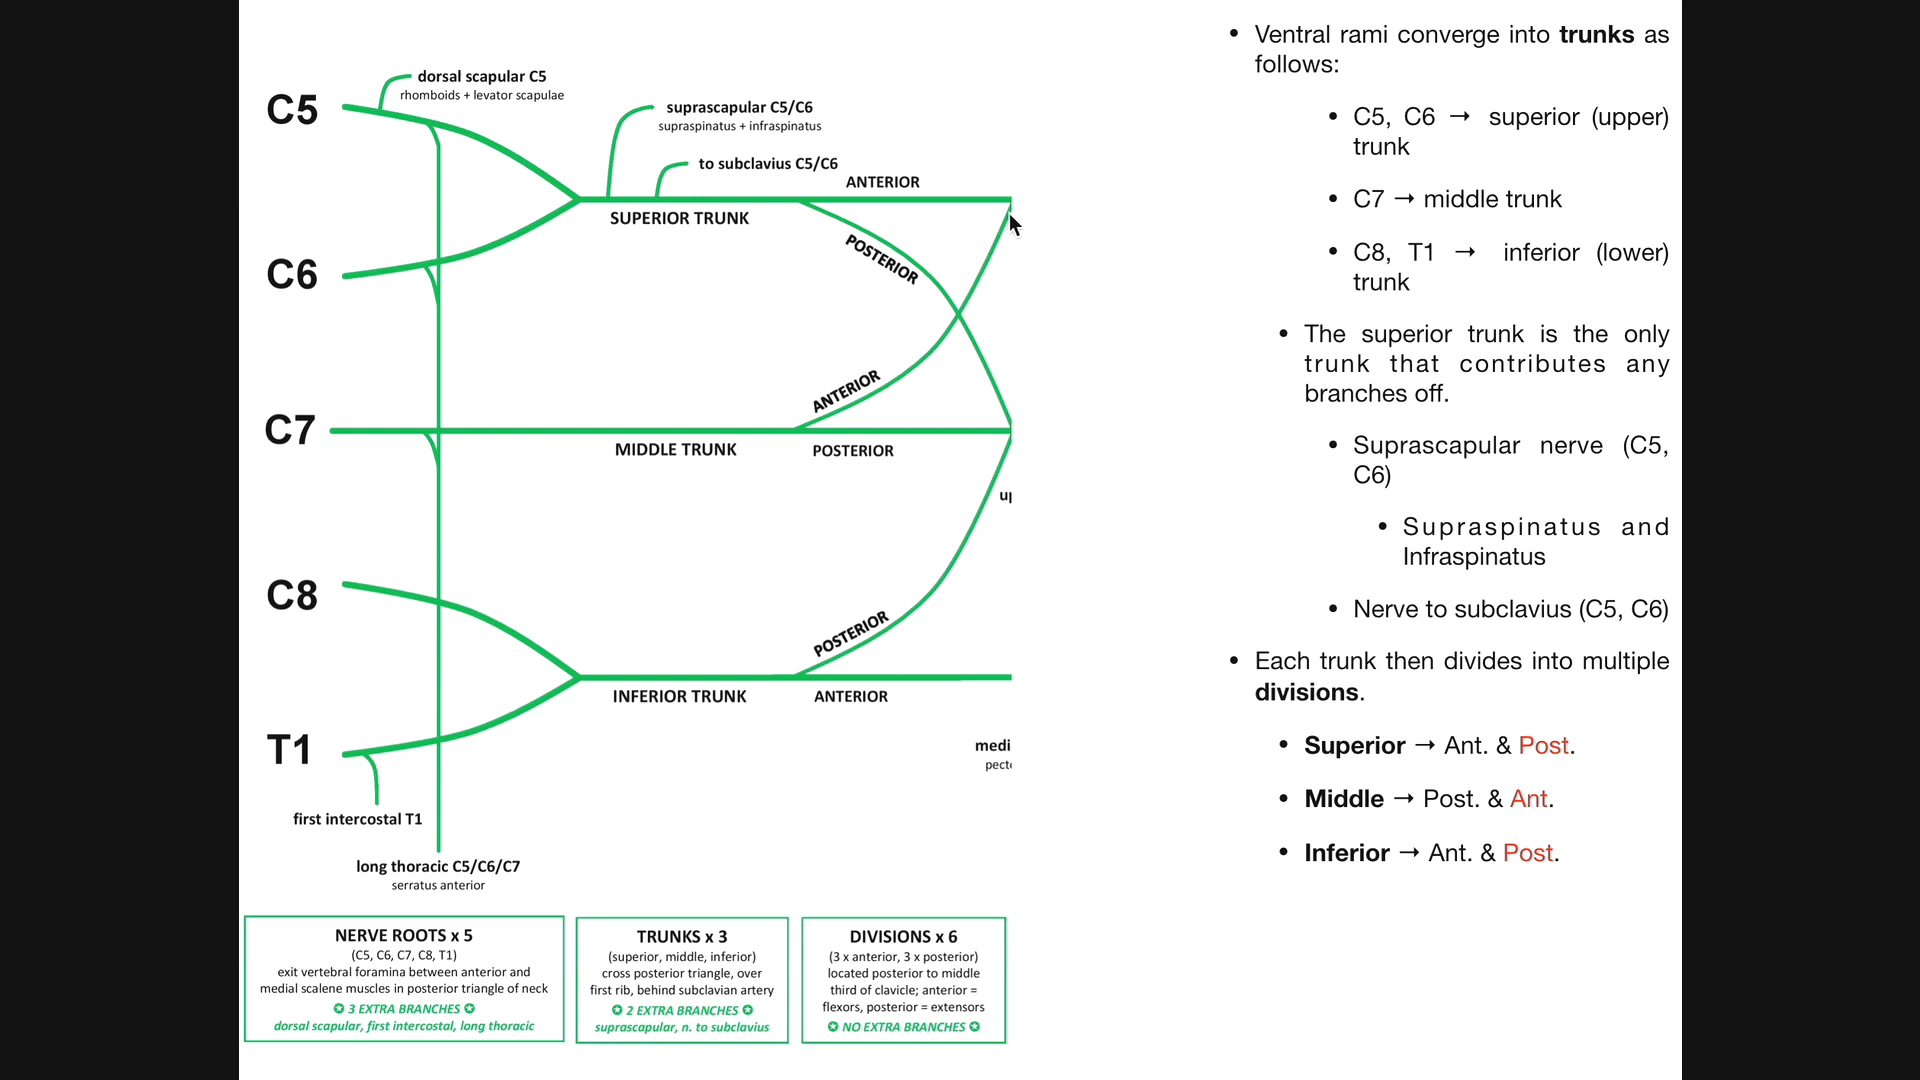 dorsal scapular C5
rhomboids + levator scapulae
C5
suprascapular C5/C6
supraspinatus + infraspinatus
to subclavius C5/C6
ANTERIOR
SUPERIOR TRUNK
POSTERIOR
C6
ANTERIOR
C7
MIDDLE TRUNK
POSTERIOR
C8
POSTERIOR
INFERIOR TRUNK
ANTERIOR
T1
medi
first intercostal T1
long thoracic C5/C6/C7
serratus anterior
NERVE ROOTS x 5
(C5, C6, C7, C8, T1)
exit vertebral foramina between anterior and
medial scalene muscles in posterior triangle of neck
✪ 3 EXTRA BRANCHES ✪
dorsal scapular, first intercostal, long thoracic
TRUNKS x 3
(superior, middle, inferior)
cross posterior triangle, over
first rib, behind subclavian artery
✪ 2 EXTRA BRANCHES ✪
suprascapular, n. to subclavius
DIVISIONS x 6
(3 x anterior, 3 x posterior)
located posterior to middle
third of clavicle; anterior =
flexors, posterior = extensors
✪ NO EXTRA BRANCHES ✪
• Ventral rami converge into trunks as
follows:
• C5, C6 → superior (upper)
trunk
• C7 → middle trunk
• C8, T1 → inferior (lower)
trunk
• The superior trunk is the only
trunk that contributes any
branches off.
• Suprascapular nerve (C5,
C6)
• Supraspinatus and
Infraspinatus
• Nerve to subclavius (C5, C6)
• Each trunk then divides into multiple
divisions.
• Superior → Ant. & Post.
• Middle → Post. & Ant.
• Inferior → Ant. & Post.